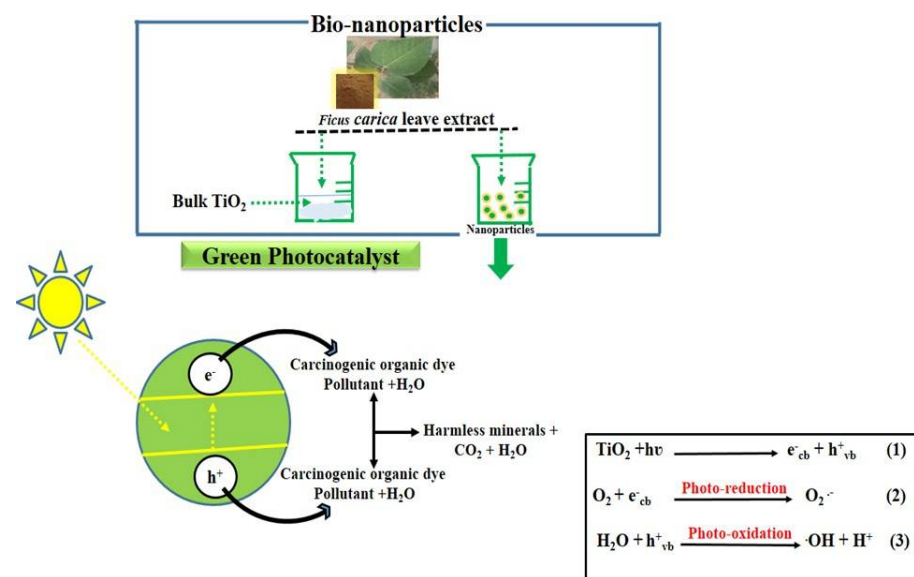 Bio-nanoparticles
Ficus carica leave extract
Bulk TiO₂
Nanoparticles
Green Photocatalyst
e⁻
h⁺
Carcinogenic organic dye
Pollutant +H₂O
Harmless minerals +
CO₂ + H₂O
Carcinogenic organic dye
Pollutant +H₂O
TiO₂ +hυ e⁻cb + h⁺vb (1)
O₂ + e⁻cb Photo-reduction O₂·⁻ (2)
H₂O + h⁺vb Photo-oxidation ·OH + H⁺ (3)